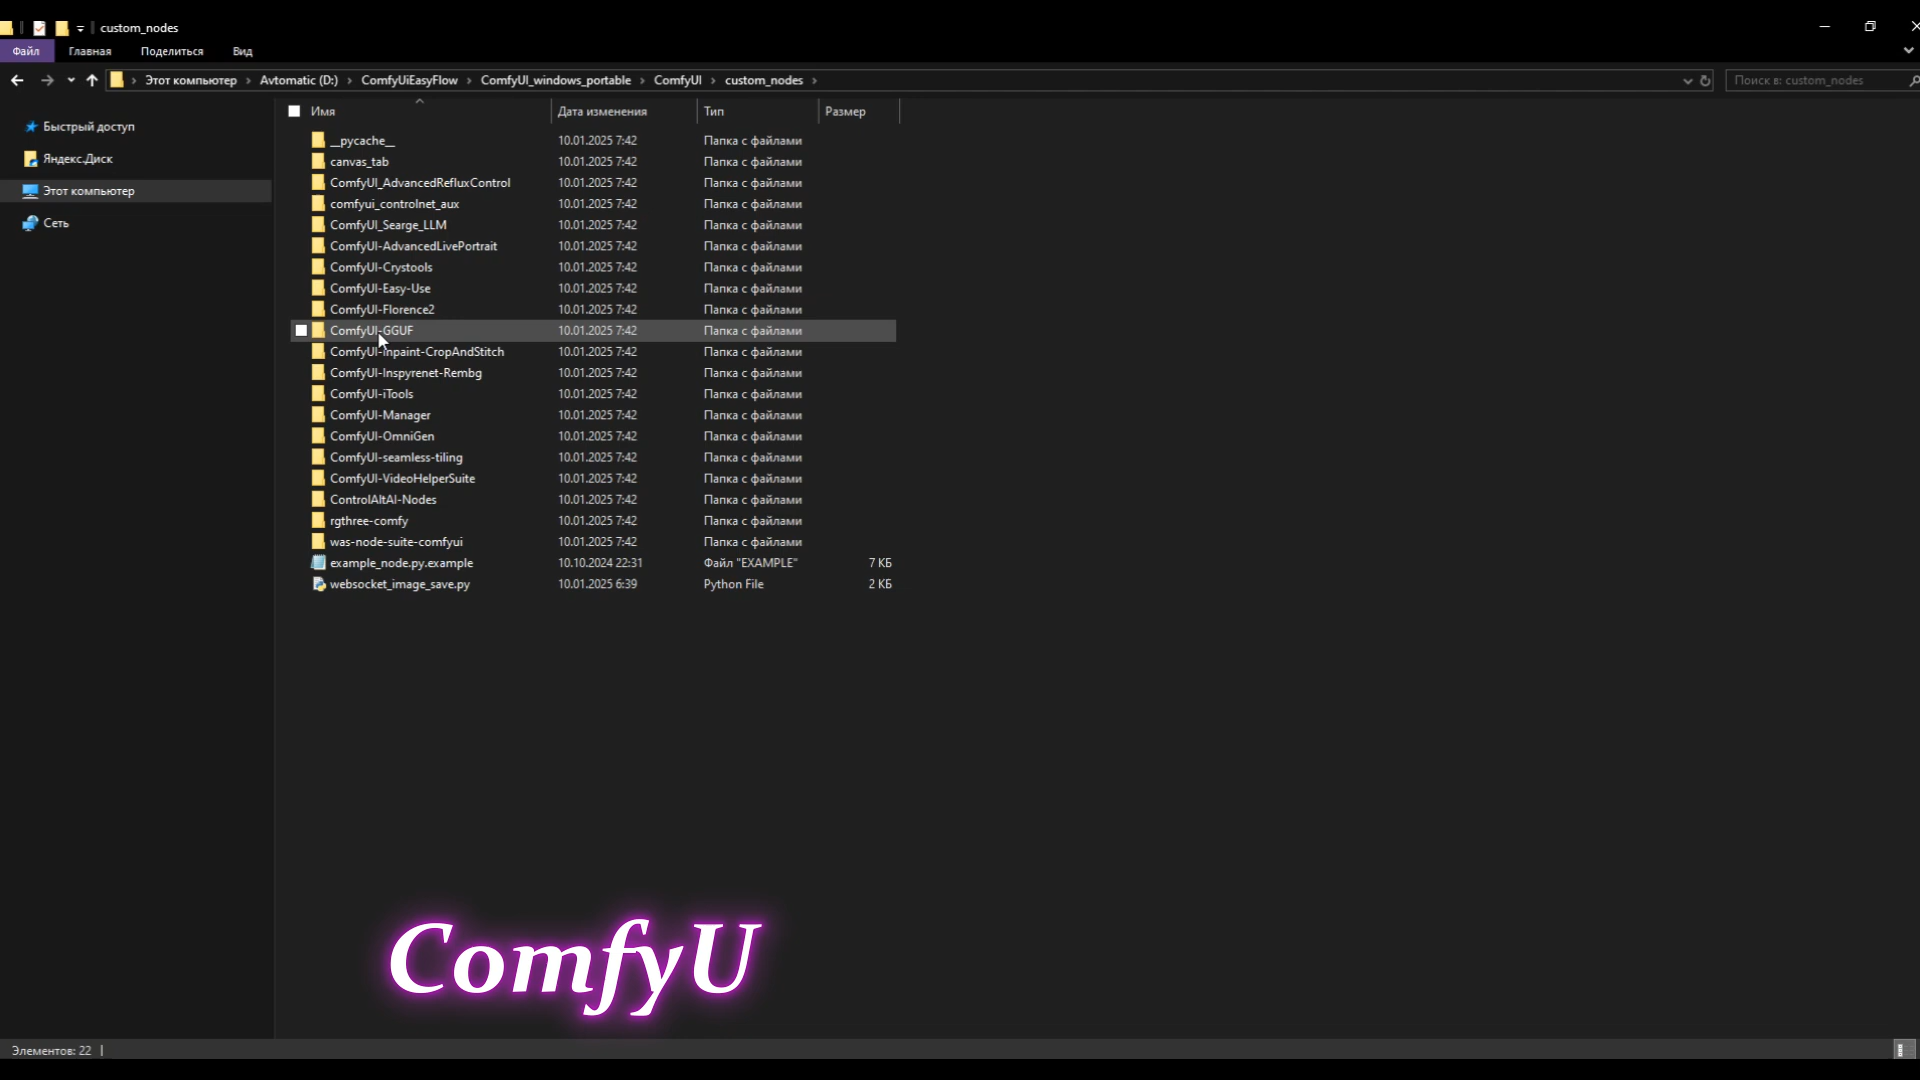 custom_nodes
Файл Главная Поделиться Вид
Этот компьютер Avtomatic (D:) ComfyUiEasyFlow ComfyUI_windows_portable ComfyUI custom_nodes Поиск в: custom_nodes
Быстрый доступ
Яндекс.Диск
Этот компьютер
Сеть
Имя Дата изменения Тип Размер
__pycache__ 10.01.2025 7:42 Папка с файлами
canvas_tab 10.01.2025 7:42 Папка с файлами
ComfyUI_AdvancedRefluxControl 10.01.2025 7:42 Папка с файлами
comfyui_controlnet_aux 10.01.2025 7:42 Папка с файлами
ComfyUI_Searge_LLM 10.01.2025 7:42 Папка с файлами
ComfyUI-AdvancedLivePortrait 10.01.2025 7:42 Папка с файлами
ComfyUI-Crystools 10.01.2025 7:42 Папка с файлами
ComfyUI-Easy-Use 10.01.2025 7:42 Папка с файлами
ComfyUI-Florence2 10.01.2025 7:42 Папка с файлами
ComfyUI-GGUF 10.01.2025 7:42 Папка с файлами
ComfyUI-Inpaint-CropAndStitch 10.01.2025 7:42 Папка с файлами
ComfyUI-Inspyrenet-Rembg 10.01.2025 7:42 Папка с файлами
ComfyUI-iTools 10.01.2025 7:42 Папка с файлами
ComfyUI-Manager 10.01.2025 7:42 Папка с файлами
ComfyUI-OmniGen 10.01.2025 7:42 Папка с файлами
ComfyUI-seamless-tiling 10.01.2025 7:42 Папка с файлами
ComfyUI-VideoHelperSuite 10.01.2025 7:42 Папка с файлами
ControlAltAI-Nodes 10.01.2025 7:42 Папка с файлами
rgthree-comfy 10.01.2025 7:42 Папка с файлами
was-node-suite-comfyui 10.01.2025 7:42 Папка с файлами
example_node.py.example 10.10.2024 22:31 Файл "EXAMPLE" 7 КБ
websocket_image_save.py 10.01.2025 6:39 Python File 2 КБ
ComfyU
Элементов: 22